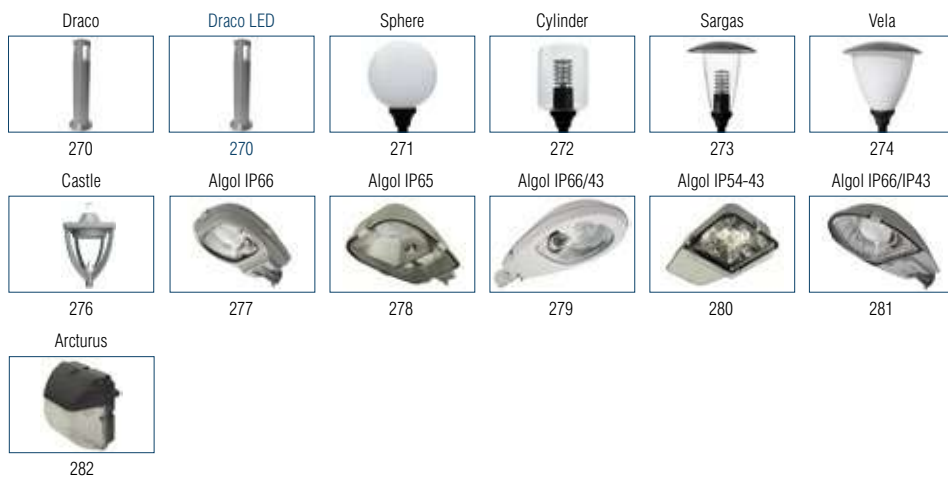 Draco Draco LED Sphere Cylinder Sargas Vela
270 270 271 272 273 274
Castle Algol IP66 Algol IP65 Algol IP66/43 Algol IP54-43 Algol IP66/IP43
276 277 278 279 280 281
Arcturus
282